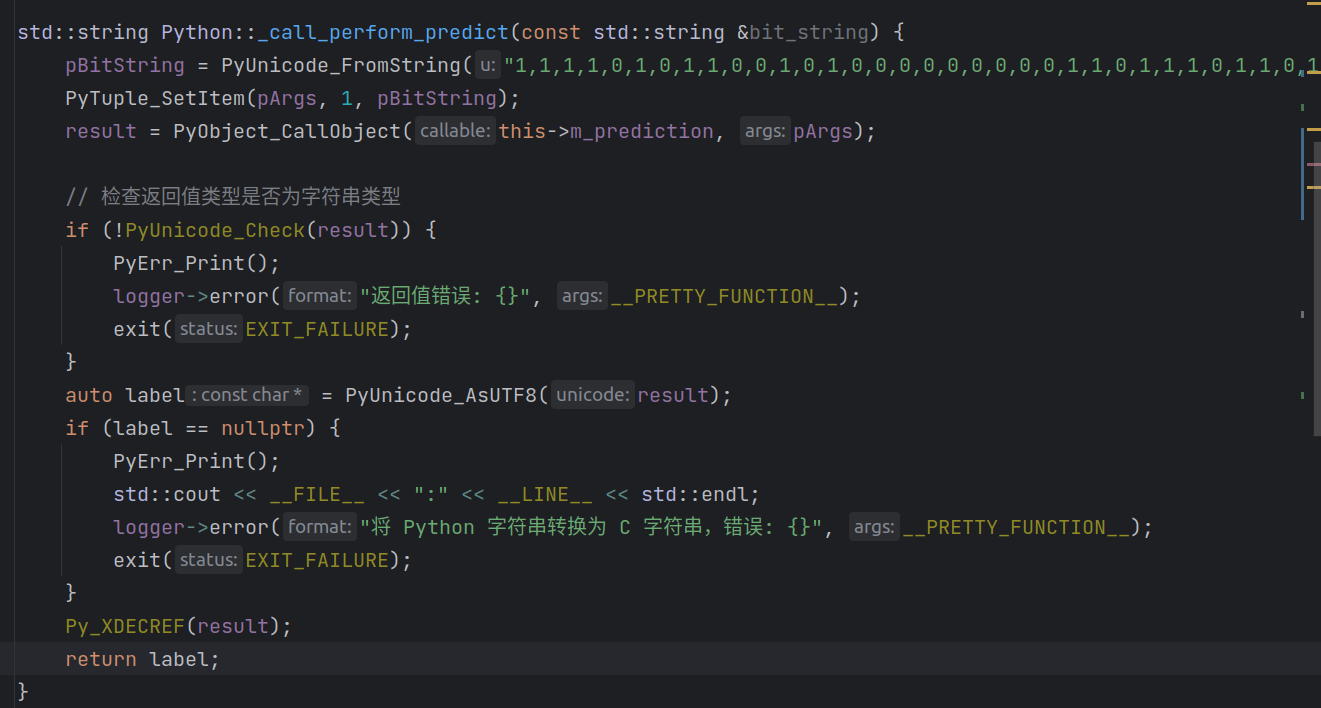 std::string Python::_call_perform_predict(const std::string &bit_string) {
pBitString = PyUnicode_FromString( u: "1,1,1,1,0,1,0,1,1,0,0,1,0,1,0,0,0,0,0,0,0,0,0,1,1,0,1,1,1,0,1,1,0,1
PyTuple_SetItem(pArgs, 1, pBitString);
result = PyObject_CallObject( callable: this->m_prediction, args: pArgs);
// 检查返回值类型是否为字符串类型
if (!PyUnicode_Check(result)) {
PyErr_Print();
logger->error( format: "返回值错误: {}", args: __PRETTY_FUNCTION__);
exit( status: EXIT_FAILURE);
}
auto label : const char * = PyUnicode_AsUTF8( unicode: result);
if (label == nullptr) {
PyErr_Print();
std::cout << __FILE__ << ":" << __LINE__ << std::endl;
logger->error( format: "将 Python 字符串转换为 C 字符串，错误: {}", args: __PRETTY_FUNCTION__);
exit( status: EXIT_FAILURE);
}
Py_XDECREF(result);
return label;
}